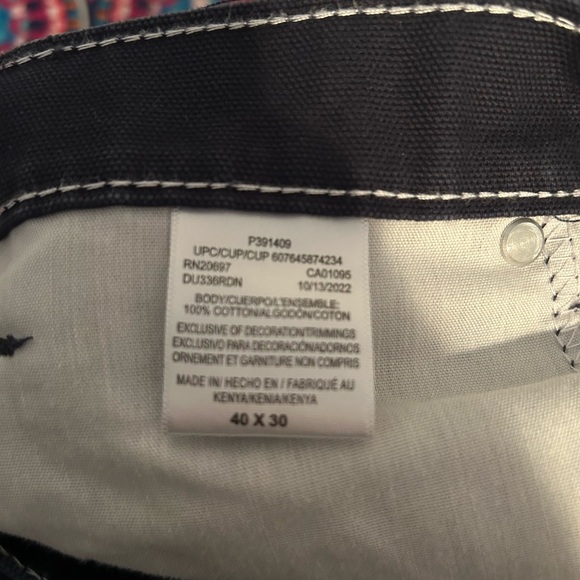 P391409
UPC/CUP/CUP 607645874234
RN20697 CA01095
DU336RDN 10/13/2022
BODY/CUERPO/L'ENSEMBLE:
100% COTTON/ALGODÓN/COTON
EXCLUSIVE OF DECORATION/TRIMMINGS
EXCLUSIVO PARA DECORACIÓN/ADORNOS
ORNEMENT ET GARNITURE NON COMPRIS
MADE IN/ HECHO EN / FABRIQUÉ AU
KENYA/KENIA/KENYA
40 X 30